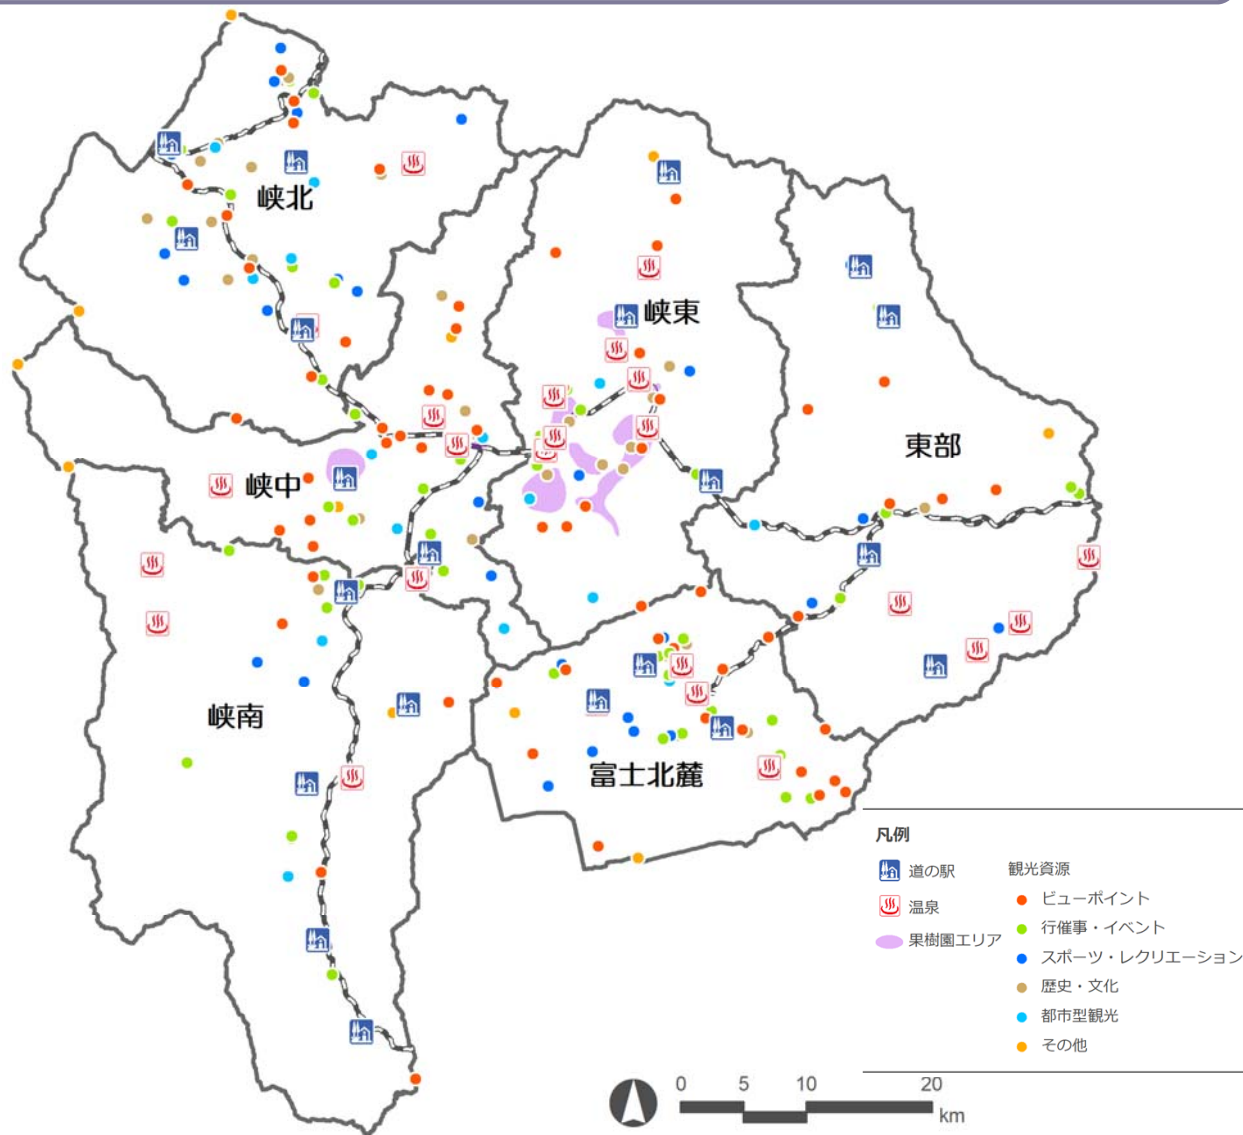 峡北
峡東
東部
峡中
峡南
富士北麓
凡例
道の駅
温泉
果樹園エリア
観光資源
ビューポイント
行催事・イベント
スポーツ・レクリエーション
歴史・文化
都市型観光
その他
0 5 10 20
km